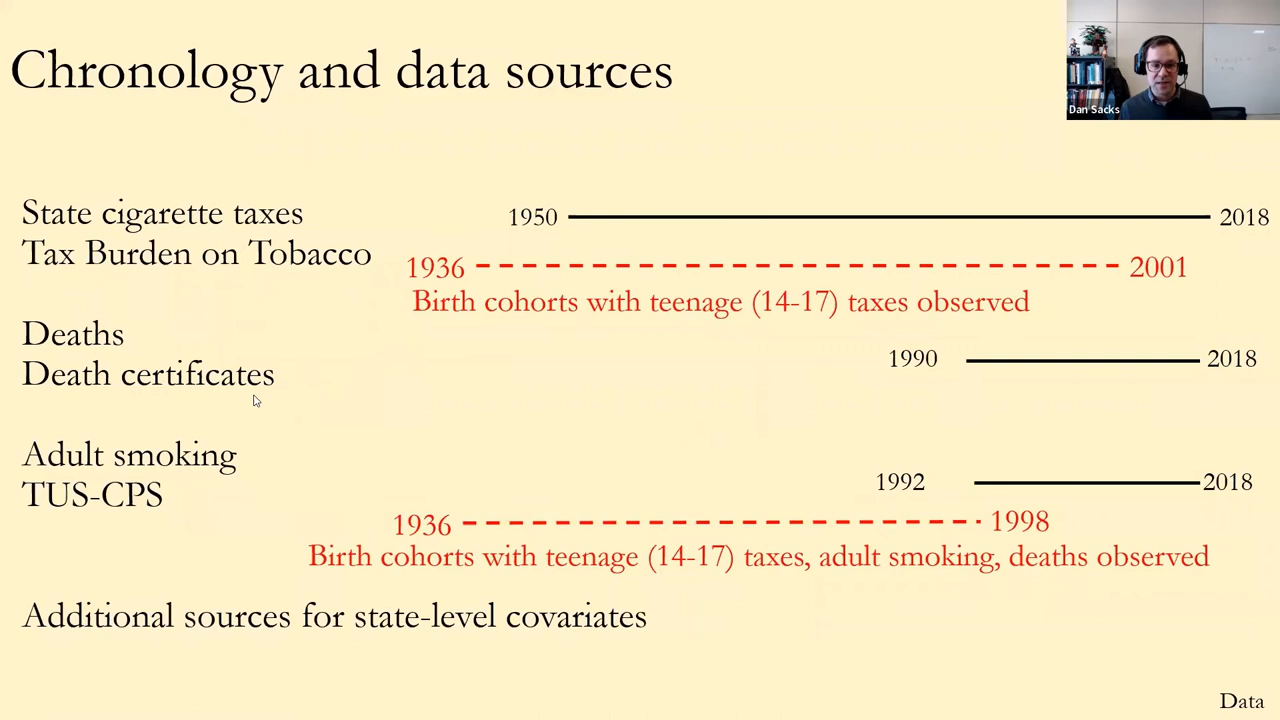 Chronology and data sources
Dan Sacks
State cigarette taxes
1950 2018
Tax Burden on Tobacco
1936 2001
Birth cohorts with teenage (14-17) taxes observed
Deaths
1990 2018
Death certificates
Adult smoking
1992 2018
TUS-CPS
1936 1998
Birth cohorts with teenage (14-17) taxes, adult smoking, deaths observed
Additional sources for state-level covariates
Data